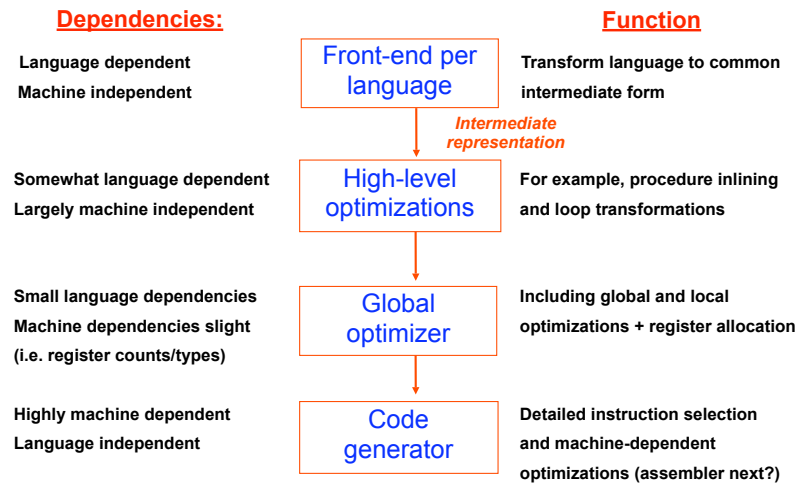 Dependencies:
Function
Language dependent
Machine independent
Front-end per
language
Transform language to common
intermediate form
Intermediate
representation
Somewhat language dependent
Largely machine independent
High-level
optimizations
For example, procedure inlining
and loop transformations
Small language dependencies
Machine dependencies slight
(i.e. register counts/types)
Global
optimizer
Including global and local
optimizations + register allocation
Highly machine dependent
Language independent
Code
generator
Detailed instruction selection
and machine-dependent
optimizations (assembler next?)